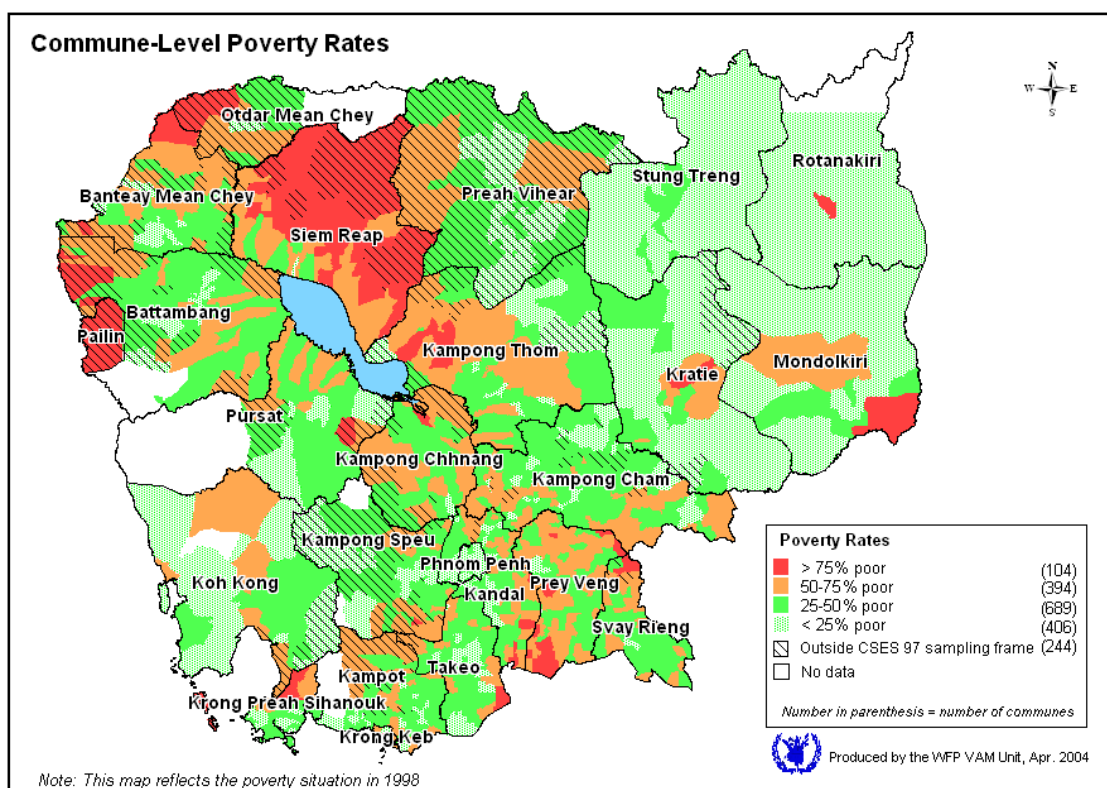 Commune-Level Poverty Rates
N
W E
S
Otdar Mean Chey
Rotanakiri
Stung Treng
Banteay Mean Chey
Preah Vihear
Siem Reap
Battambang
Pailin
Kampong Thom
Kratie
Mondolkiri
Pursat
Kampong Chhnang
Kampong Cham
Kampong Speu
Phnom Penh
Koh Kong
Kandal
Prey Veng
Svay Rieng
Takeo
Kampot
Krong Preah Sihanouk
Krong Keb
Poverty Rates
> 75% poor (104)
50-75% poor (394)
25-50% poor (689)
< 25% poor (406)
Outside CSES 97 sampling frame (244)
No data
Number in parenthesis = number of communes
Produced by the WFP VAM Unit, Apr. 2004
Note: This map reflects the poverty situation in 1998